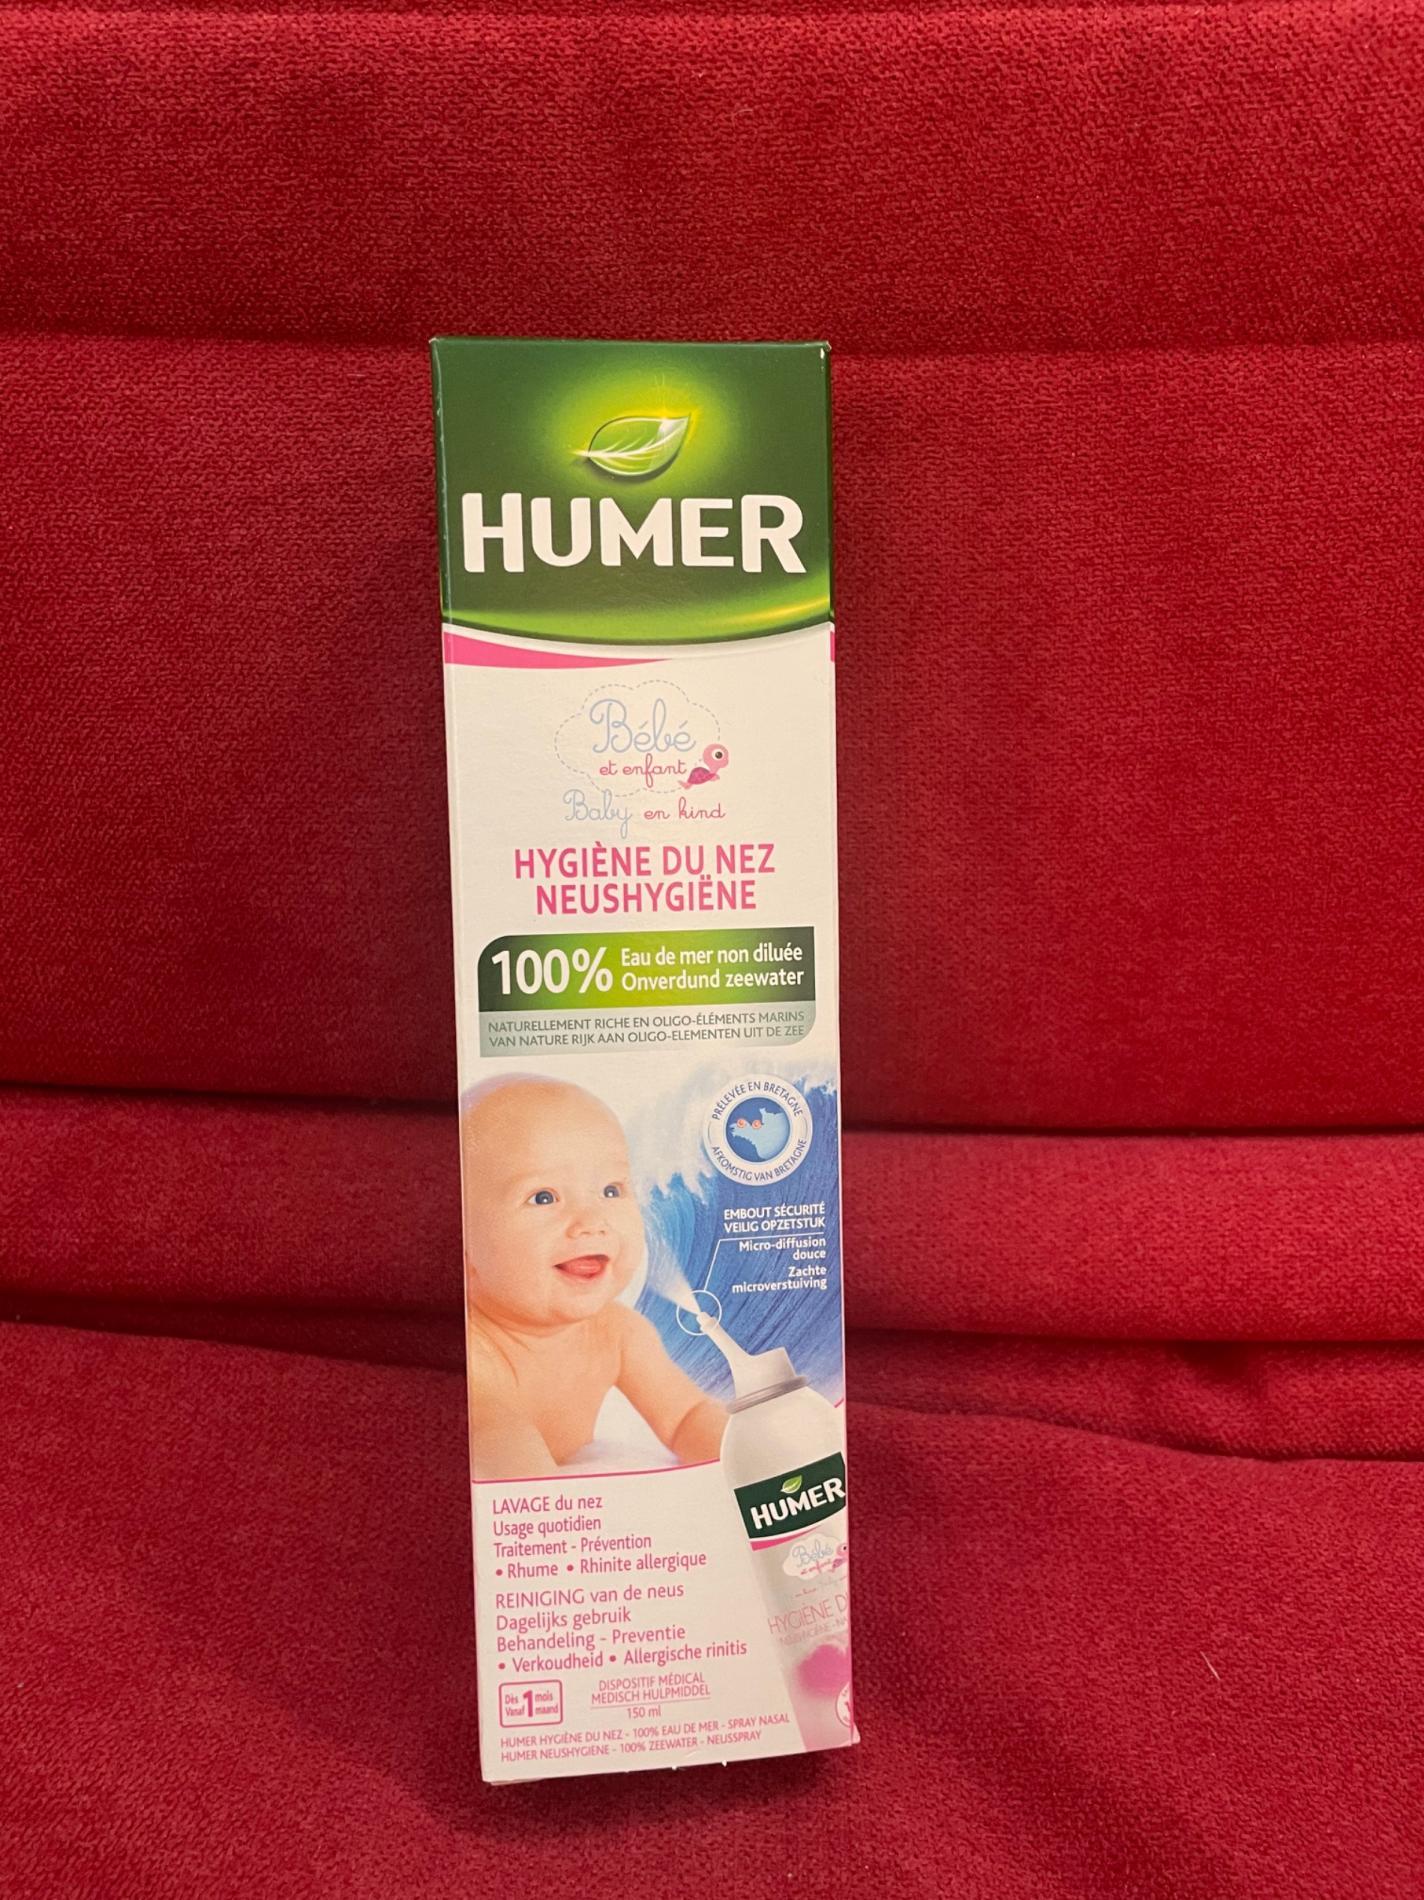 HUMER
Bébé
et enfant
Baby en kind
HYGIÈNE DU NEZ
NEUSHYGIËNE
100% Eau de mer non diluée
Onverdund zeewater
NATURELLEMENT RICHE EN OLIGO-ÉLÉMENTS MARINS
VAN NATURE RIJK AAN OLIGO-ELEMENTEN UIT DE ZEE
PRÉLEVÉE EN BRETAGNE
AFKOMSTIG VAN BRETAGNE
EMBOUT SÉCURITÉ
VEILIG OPZETSTUK
Micro-diffusion
douce
Zachte
microverstuiving
HUMER
Bébé
et enfant
HYGIÈNE D
LAVAGE du nez
Usage quotidien
Traitement - Prévention
• Rhume • Rhinite allergique
REINIGING van de neus
Dagelijks gebruik
Behandeling - Preventie
• Verkoudheid • Allergische rinitis
Dès 1 mois
Vanaf maand
DISPOSITIF MÉDICAL
MEDISCH HULPMIDDEL
150 ml
HUMER HYGIÈNE DU NEZ - 100% EAU DE MER - SPRAY NASAL
HUMER NEUSHYGIENE - 100% ZEEWATER - NEUSSPRAY